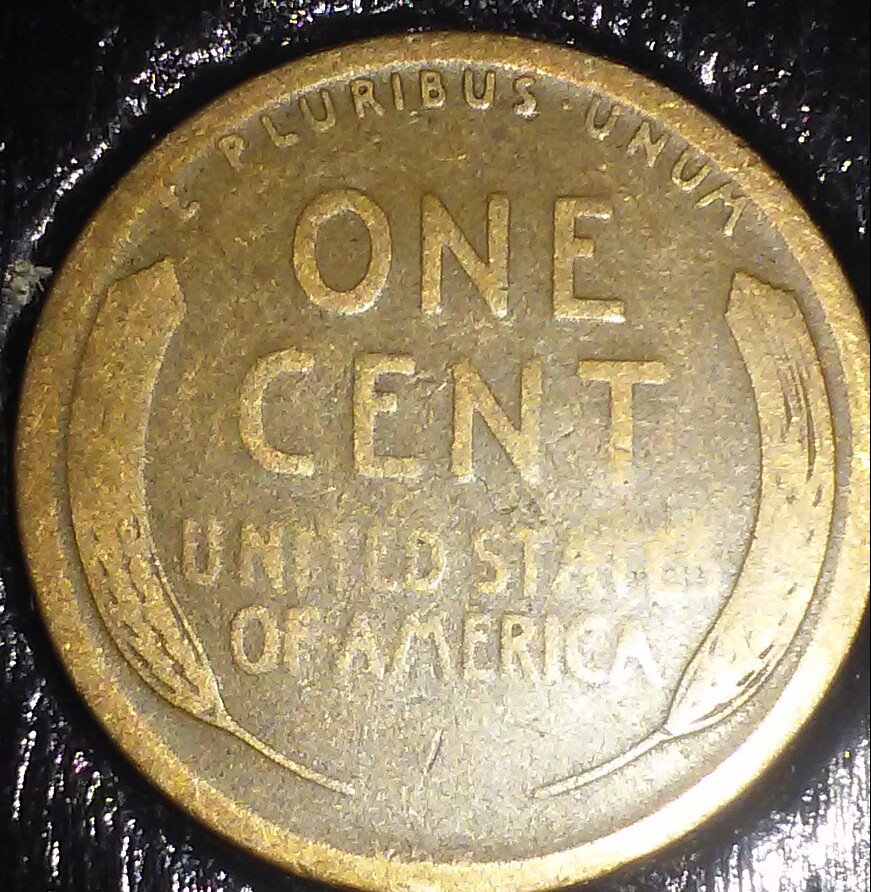 E PLURIBUS · UNUM
ONE
CENT
UNITED STATES
OF AMERICA